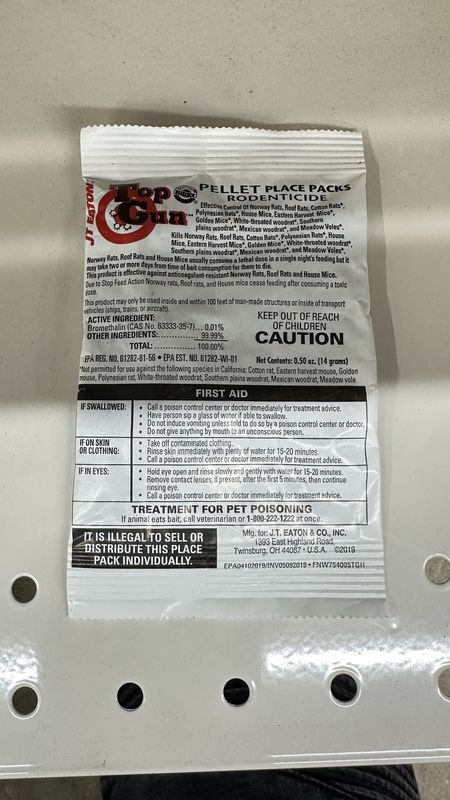 JT EATON
Top Gun™
PELLET PLACE PACKS
RODENTICIDE
Effective Control Of Norway Rats, Roof Rats, Cotton Rats*,
Polynesian Rats*, House Mice, Eastern Harvest Mice*,
Golden Mice*, White-throated woodrat*, Southern
plains woodrat*, Mexican woodrat*, and Meadow Voles*.
Kills Norway Rats, Roof Rats, Cotton Rats*, Polynesian Rats*, House
Mice, Eastern Harvest Mice*, Golden Mice*, White-throated woodrat*,
Southern plains woodrat*, Mexican woodrat*, and Meadow Voles*.
Norway Rats, Roof Rats and House Mice usually consume a lethal dose in a single night's feeding but it
may take two or more days from time of bait consumption for them to die.
This product is effective against anticoagulant-resistant Norway Rats, Roof Rats and House Mice.
Due to Stop Feed Action Norway rats, Roof rats, and House mice cease feeding after consuming a toxic
dose.
This product may only be used inside and within 100 feet of man-made structures or inside of transport
vehicles (ships, trains, or aircraft).
ACTIVE INGREDIENT:
Bromethalin (CAS No. 63333-35-7)... 0.01%
OTHER INGREDIENTS:............... 99.99%
TOTAL: ............... 100.00%
KEEP OUT OF REACH
OF CHILDREN
CAUTION
EPA REG. NO. 61282-81-56 • EPA EST. NO. 61282-WI-01
Net Contents: 0.50 oz. (14 grams)
*Not permitted for use against the following species in California: Cotton rat, Eastern harvest mouse, Golden
mouse, Polynesian rat, White-throated woodrat, Southern plains woodrat, Mexican woodrat, Meadow vole.
FIRST AID
IF SWALLOWED:
• Call a poison control center or doctor immediately for treatment advice.
• Have person sip a glass of water if able to swallow.
• Do not induce vomiting unless told to do so by a poison control center or doctor.
• Do not give anything by mouth to an unconscious person.
IF ON SKIN
OR CLOTHING:
• Take off contaminated clothing.
• Rinse skin immediately with plenty of water for 15-20 minutes.
• Call a poison control center or doctor immediately for treatment advice.
IF IN EYES:
• Hold eye open and rinse slowly and gently with water for 15-20 minutes.
• Remove contact lenses, if present, after the first 5 minutes, then continue
rinsing eye.
• Call a poison control center or doctor immediately for treatment advice.
TREATMENT FOR PET POISONING
If animal eats bait, call veterinarian or 1-800-222-1222 at once.
IT IS ILLEGAL TO SELL OR
DISTRIBUTE THIS PLACE
PACK INDIVIDUALLY.
Mfg. for: J.T. EATON & CO., INC.
1393 East Highland Road,
Twinsburg, OH 44087 • U.S.A. ©2019
EPA04102019/INV05092019 • FNW75400STGH